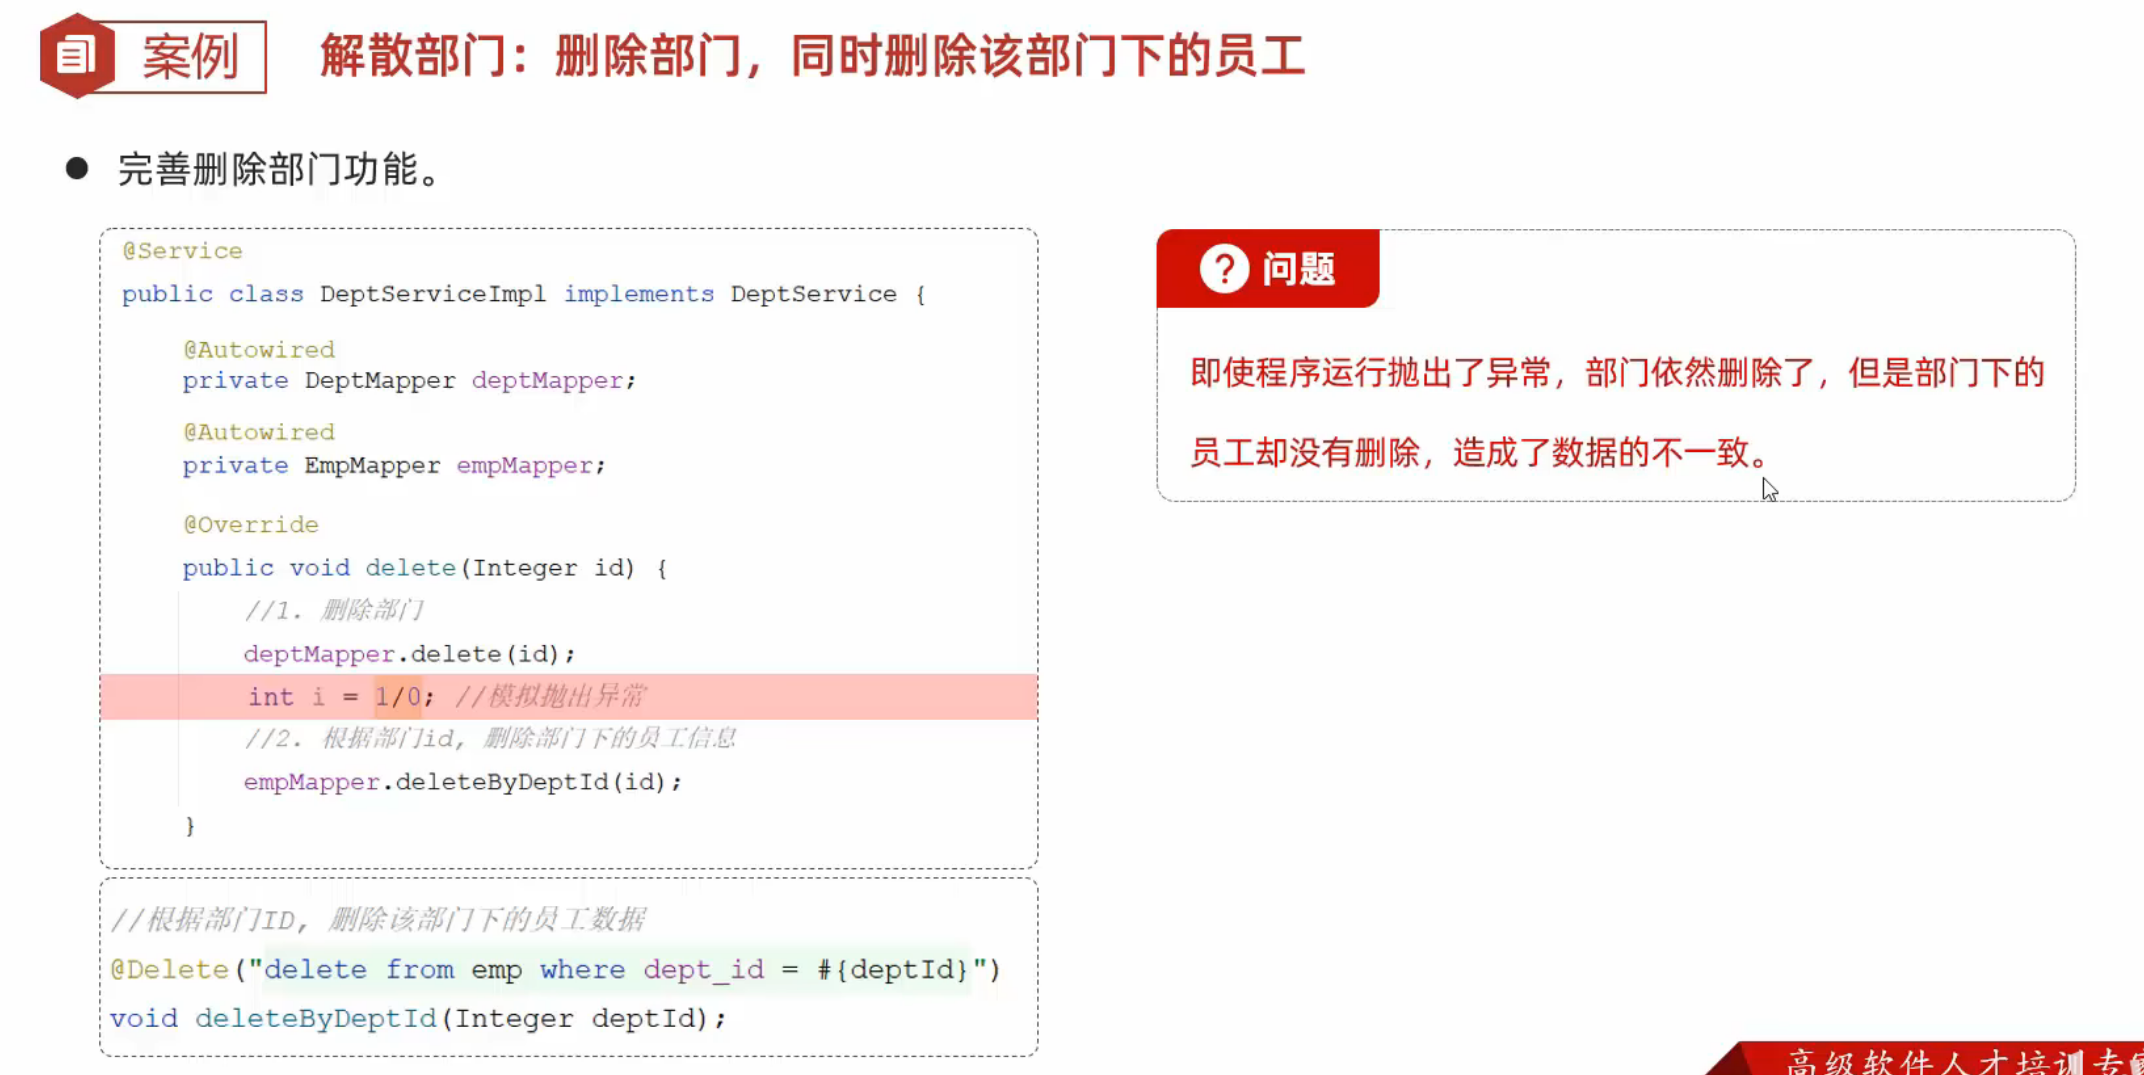 案例
解散部门：删除部门，同时删除该部门下的员工
完善删除部门功能。
@Service
public class DeptServiceImpl implements DeptService {
@Autowired
private DeptMapper deptMapper;
@Autowired
private EmpMapper empMapper;
@Override
public void delete(Integer id) {
//1. 删除部门
deptMapper.delete(id);
int i = 1/0; //模拟抛出异常
//2. 根据部门id, 删除部门下的员工信息
empMapper.deleteByDeptId(id);
}
//根据部门ID, 删除该部门下的员工数据
@Delete("delete from emp where dept_id = #{deptId}")
void deleteByDeptId(Integer deptId);
? 问题
即使程序运行抛出了异常，部门依然删除了，但是部门下的
员工却没有删除，造成了数据的不一致。
高级软件人才培训专